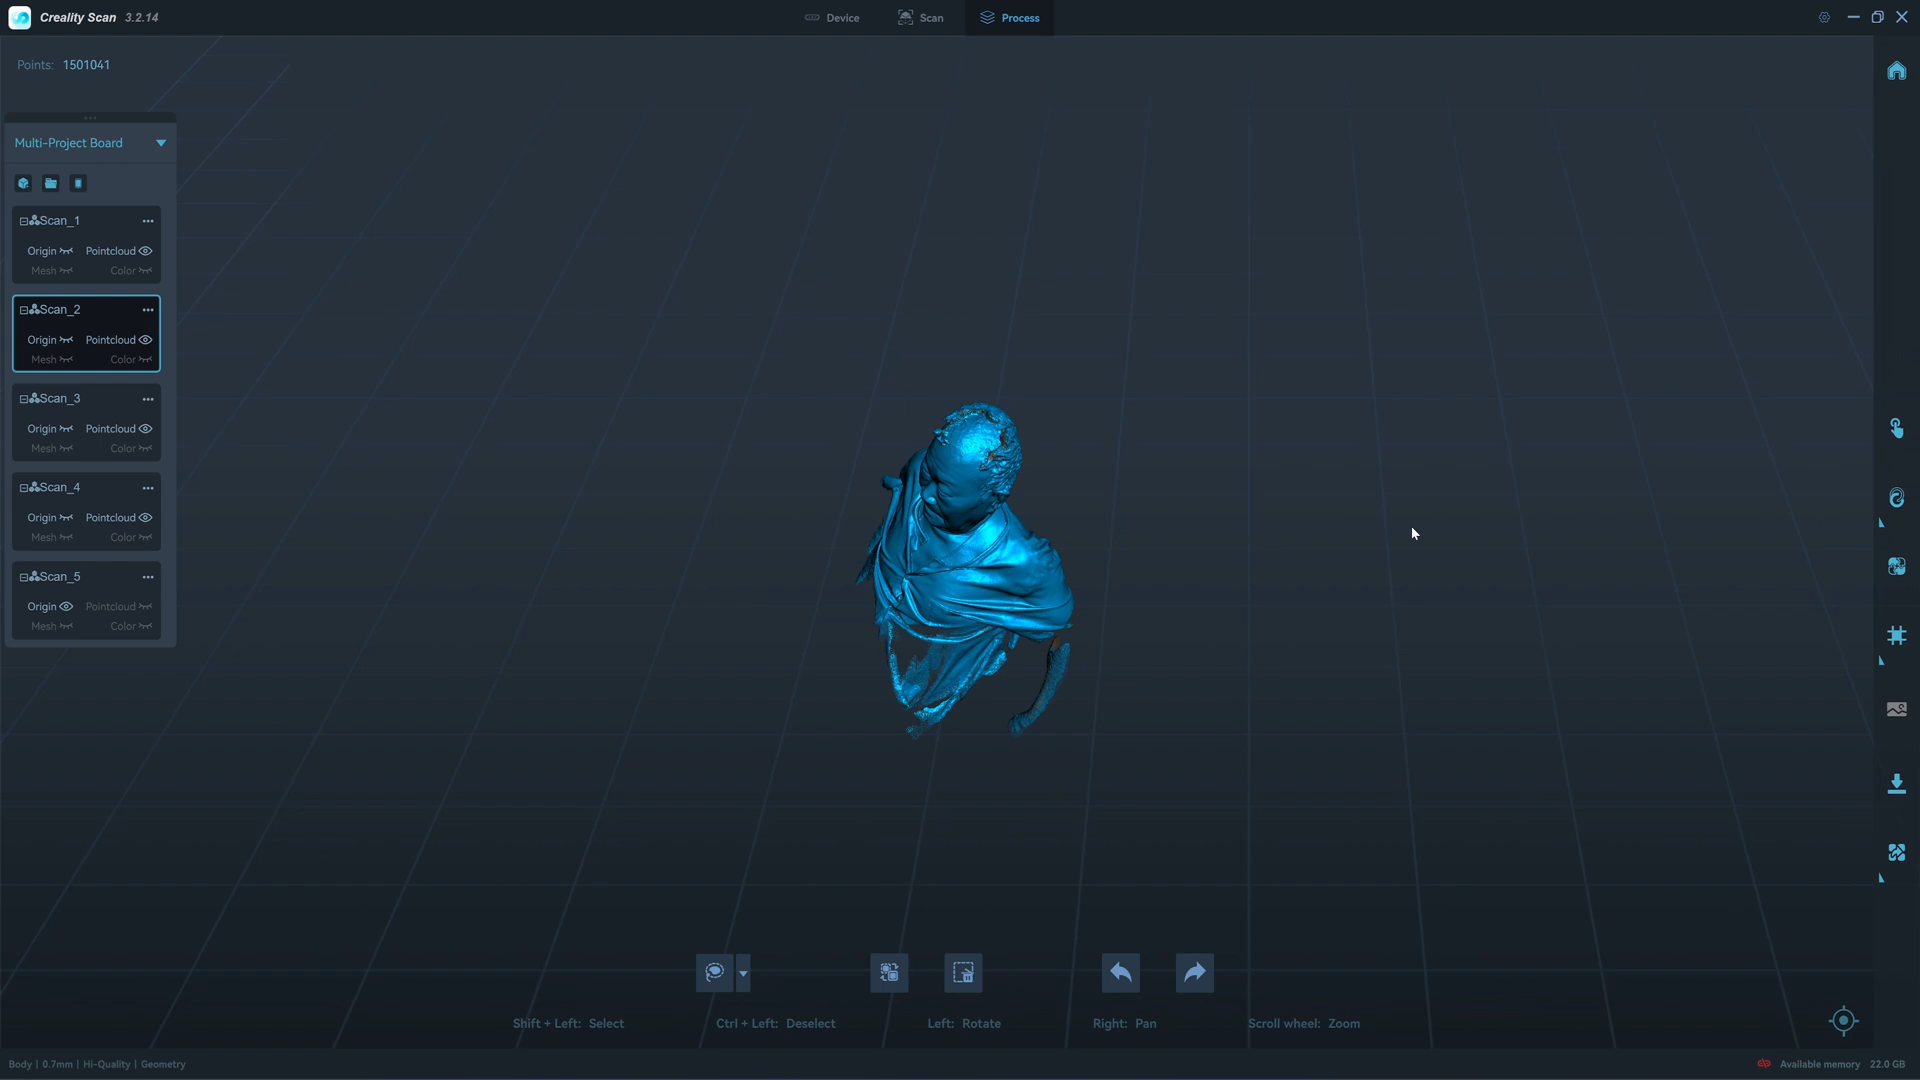 Creality Scan 3.2.14
Device
Scan
Process
Points: 1501041
Multi-Project Board
Scan_1
Origin Pointcloud
Mesh Color
Scan_2
Origin Pointcloud
Mesh Color
Scan_3
Origin Pointcloud
Mesh Color
Scan_4
Origin Pointcloud
Mesh Color
Scan_5
Origin Pointcloud
Mesh Color
Shift + Left: Select
Ctrl + Left: Deselect
Left: Rotate
Right: Pan
Scroll wheel: Zoom
Body | 0.7mm | Hi-Quality | Geometry
Available memory 22.0 GB